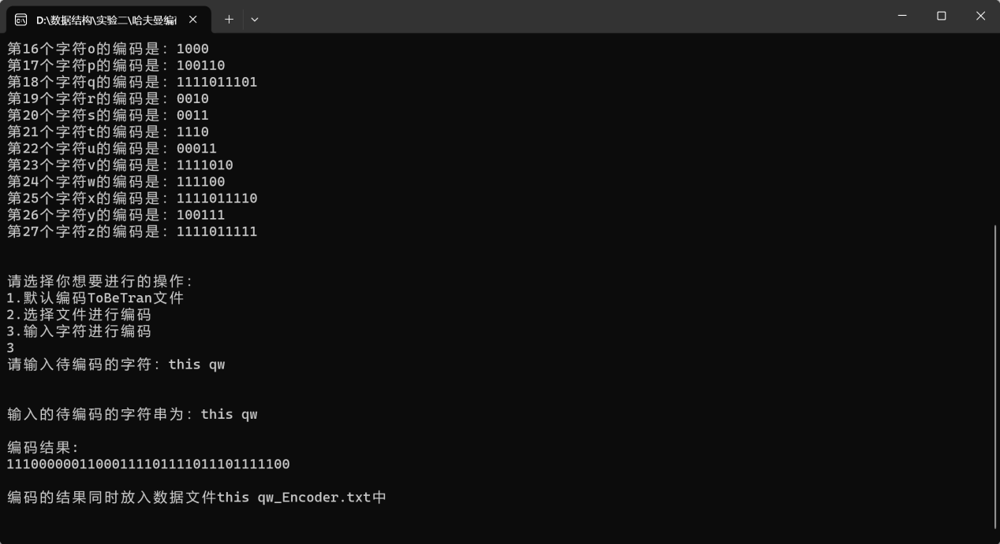 D:\数据结构\实验二\哈夫曼编
第16个字符o的编码是：1000
第17个字符p的编码是：100110
第18个字符q的编码是：1111011101
第19个字符r的编码是：0010
第20个字符s的编码是：0011
第21个字符t的编码是：1110
第22个字符u的编码是：00011
第23个字符v的编码是：1111010
第24个字符w的编码是：111100
第25个字符x的编码是：1111011110
第26个字符y的编码是：100111
第27个字符z的编码是：1111011111
请选择你想要进行的操作：
1.默认编码ToBeTran文件
2.选择文件进行编码
3.输入字符进行编码
3
请输入待编码的字符：this qw
输入的待编码的字符串为：this qw
编码结果：
11100000011000111101111011101111100
编码的结果同时放入数据文件this qw_Encoder.txt中